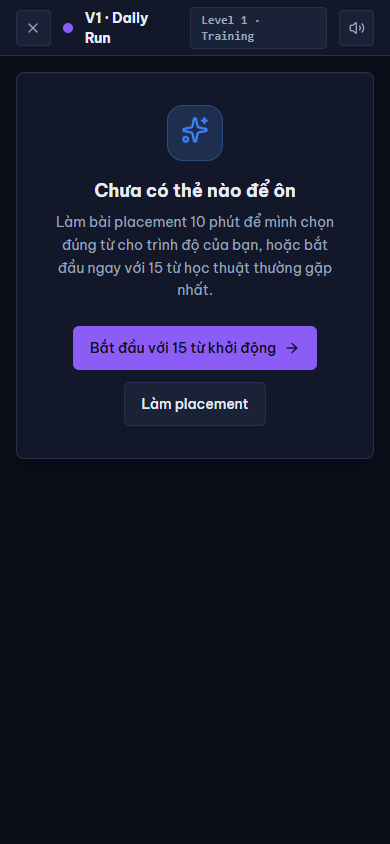 V1 · Daily
Run
Level 1 ·
Training
Chưa có thẻ nào để ôn
Làm bài placement 10 phút để mình chọn
đúng từ cho trình độ của bạn, hoặc bắt
đầu ngay với 15 từ học thuật thường gặp
nhất.
Bắt đầu với 15 từ khởi động
Làm placement